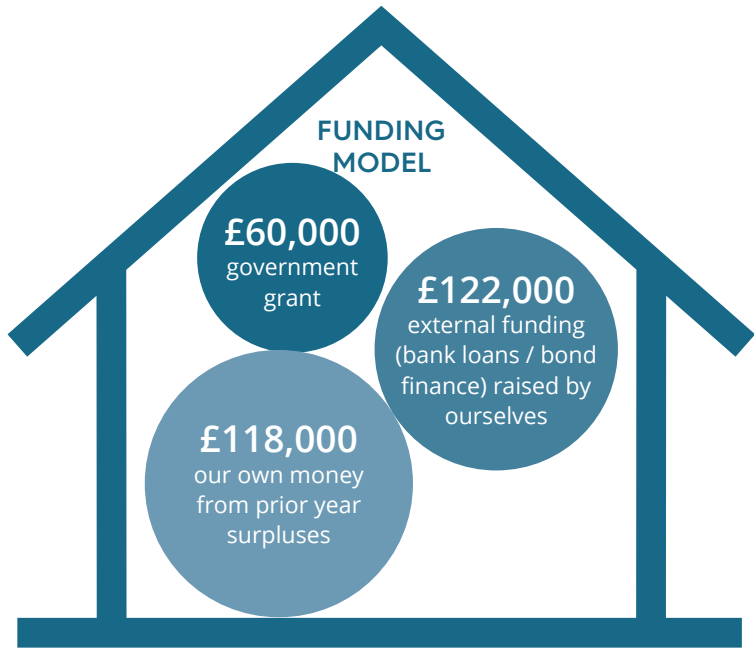 FUNDING
MODEL
£60,000
government
grant
£122,000
external funding
(bank loans / bond
finance) raised by
ourselves
£118,000
our own money
from prior year
surpluses